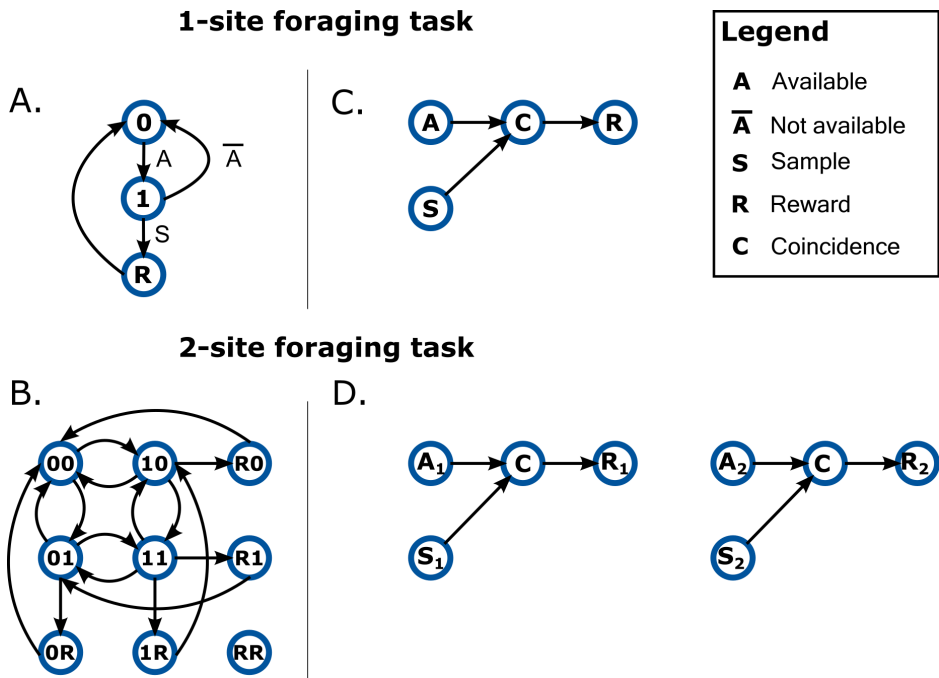 1-site foraging task
A.
0
A
A̅
1
S
R
C.
A
C
R
S
Legend
A Available
A̅ Not available
S Sample
R Reward
C Coincidence
2-site foraging task
B.
00
10
R0
01
11
R1
0R
1R
RR
D.
A₁
C
R₁
S₁
A₂
C
R₂
S₂